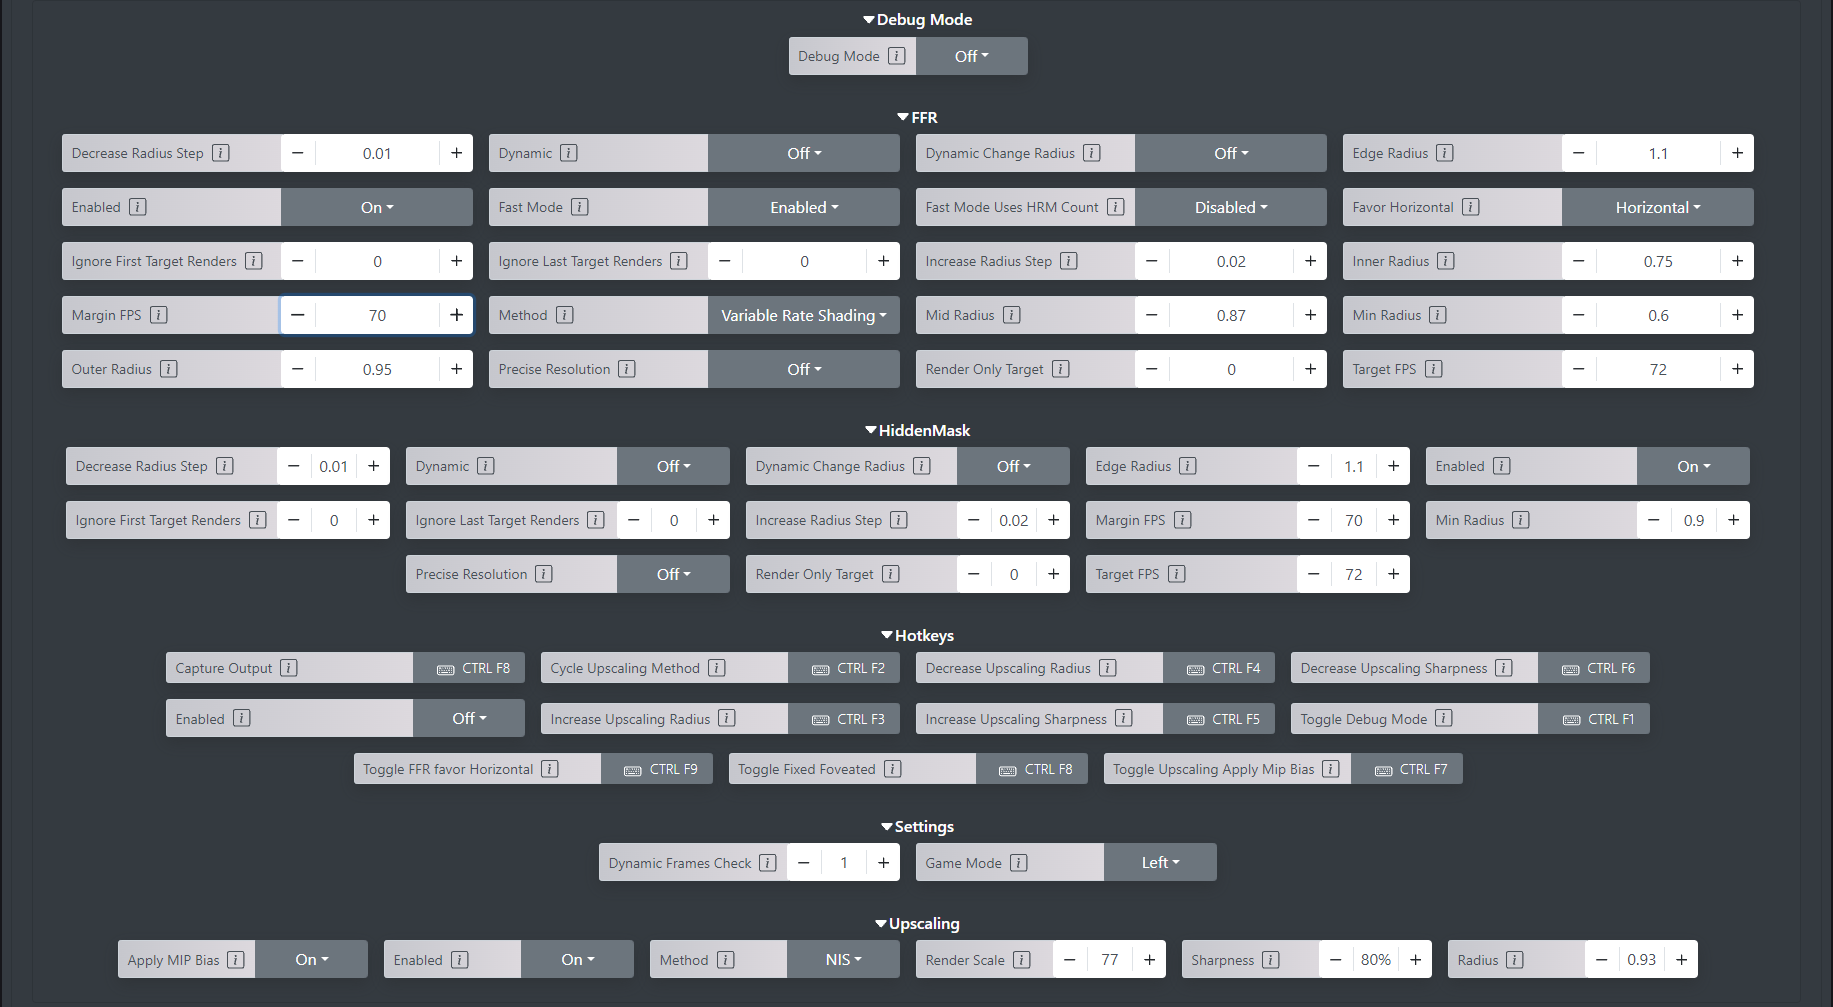 Debug Mode
Debug Mode i Off
FFR
Decrease Radius Step i − 0.01 + Dynamic i Off Dynamic Change Radius i Off Edge Radius i − 1.1 +
Enabled i On Fast Mode i Enabled Fast Mode Uses HRM Count i Disabled Favor Horizontal i Horizontal
Ignore First Target Renders i − 0 + Ignore Last Target Renders i − 0 + Increase Radius Step i − 0.02 + Inner Radius i − 0.75 +
Margin FPS i − 70 + Method i Variable Rate Shading Mid Radius i − 0.87 + Min Radius i − 0.6 +
Outer Radius i − 0.95 + Precise Resolution i Off Render Only Target i − 0 + Target FPS i − 72 +
HiddenMask
Decrease Radius Step i − 0.01 + Dynamic i Off Dynamic Change Radius i Off Edge Radius i − 1.1 + Enabled i On
Ignore First Target Renders i − 0 + Ignore Last Target Renders i − 0 + Increase Radius Step i − 0.02 + Margin FPS i − 70 + Min Radius i − 0.9 +
Precise Resolution i Off Render Only Target i − 0 + Target FPS i − 72 +
Hotkeys
Capture Output i CTRL F8 Cycle Upscaling Method i CTRL F2 Decrease Upscaling Radius i CTRL F4 Decrease Upscaling Sharpness i CTRL F6
Enabled i Off Increase Upscaling Radius i CTRL F3 Increase Upscaling Sharpness i CTRL F5 Toggle Debug Mode i CTRL F1
Toggle FFR favor Horizontal i CTRL F9 Toggle Fixed Foveated i CTRL F8 Toggle Upscaling Apply Mip Bias i CTRL F7
Settings
Dynamic Frames Check i − 1 + Game Mode i Left
Upscaling
Apply MIP Bias i On Enabled i On Method i NIS Render Scale i − 77 + Sharpness i − 80% + Radius i − 0.93 +